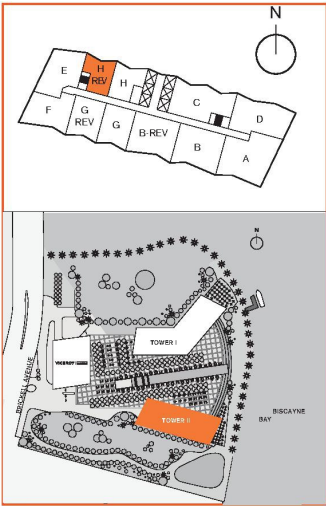 N
E
H
REV
H
C
D
F
G
REV
G
B-REV
B
A
N
TOWER I
VICEROY
BRICKELL AVENUE
TOWER II
BISCAYNE
BAY